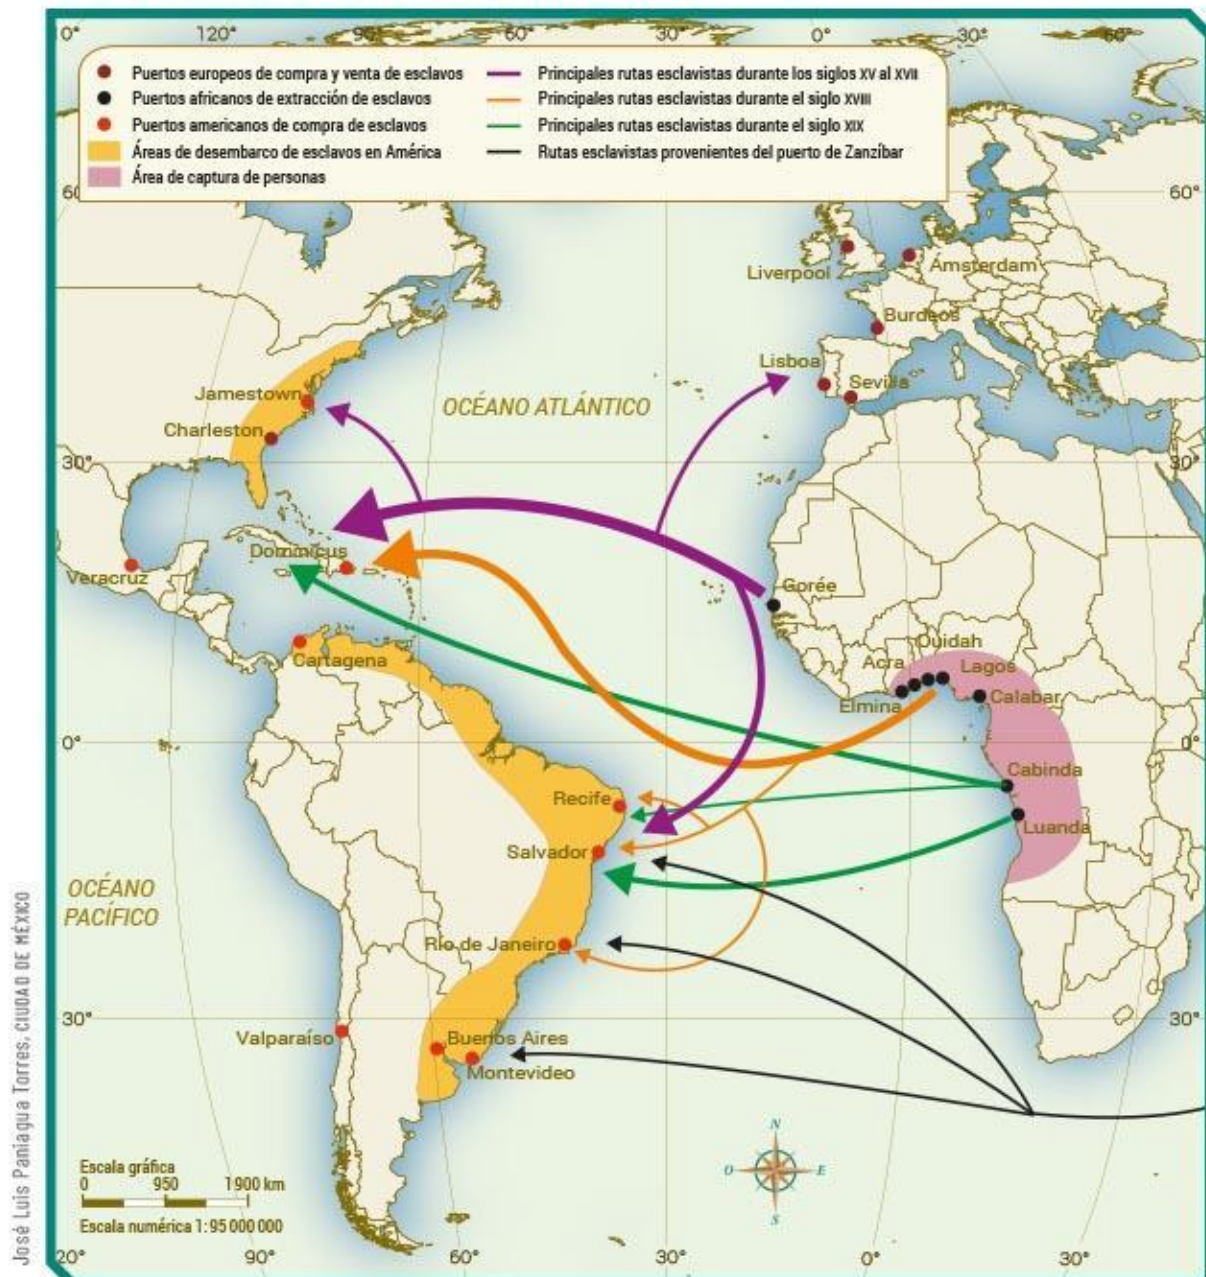 0°
120°
90°
60°
0°
30°
60°
Puertos europeos de compra y venta de esclavos
Puertos africanos de extracción de esclavos
Puertos americanos de compra de esclavos
Áreas de desembarco de esclavos en América
Área de captura de personas
Principales rutas esclavistas durante los siglos XV al XVII
Principales rutas esclavistas durante el siglo XVIII
Principales rutas esclavistas durante el siglo XIX
Rutas esclavistas provenientes del puerto de Zanzíbar
60°
Liverpool
Amsterdam
Burdeos
Lisboa
Sevilla
Jamestown
OCÉANO ATLÁNTICO
Charleston
30°
30°
Veracruz
Gorée
Cartagena
Ouidah
Acra
Lagos
Elmina
Calabar
0°
0°
Cabinda
Recife
Luanda
Salvador
OCÉANO
PACÍFICO
Río de Janeiro
30°
30°
Valparaíso
Buenos Aires
Montevideo
N
O
E
S
Escala gráfica
0 950 1900 km
Escala numérica 1:95 000 000
20°
90°
60°
30°
0°
30°
José Luis Paniagua Torres, CIUDAD DE MÉXICO